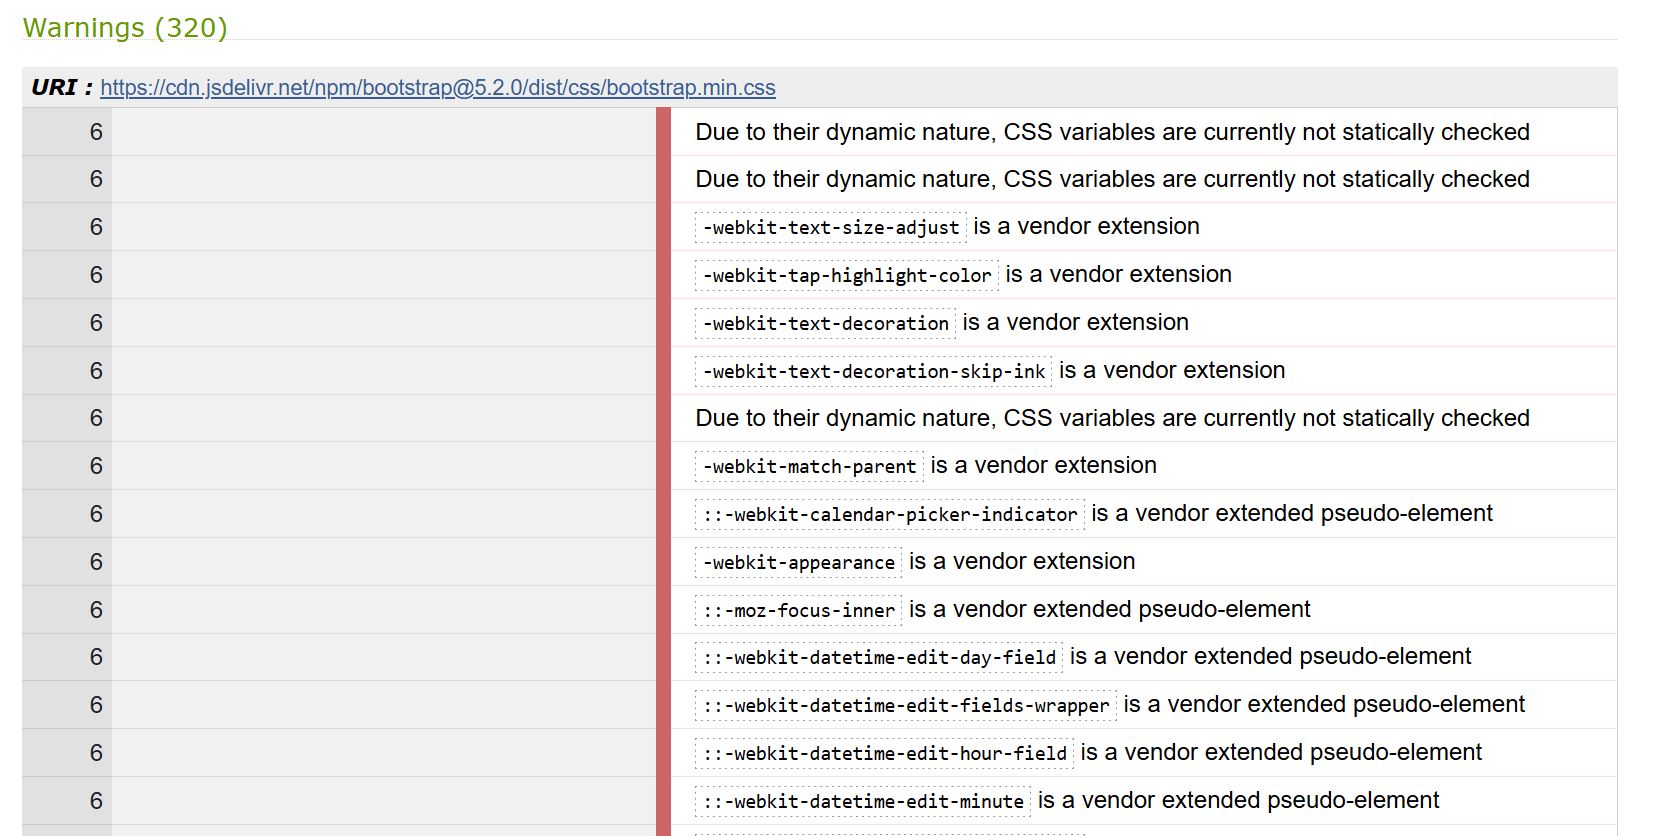 Warnings (320)
URI : https://cdn.jsdelivr.net/npm/bootstrap@5.2.0/dist/css/bootstrap.min.css
6 Due to their dynamic nature, CSS variables are currently not statically checked
6 Due to their dynamic nature, CSS variables are currently not statically checked
6 -webkit-text-size-adjust is a vendor extension
6 -webkit-tap-highlight-color is a vendor extension
6 -webkit-text-decoration is a vendor extension
6 -webkit-text-decoration-skip-ink is a vendor extension
6 Due to their dynamic nature, CSS variables are currently not statically checked
6 -webkit-match-parent is a vendor extension
6 ::-webkit-calendar-picker-indicator is a vendor extended pseudo-element
6 -webkit-appearance is a vendor extension
6 ::-moz-focus-inner is a vendor extended pseudo-element
6 ::-webkit-datetime-edit-day-field is a vendor extended pseudo-element
6 ::-webkit-datetime-edit-fields-wrapper is a vendor extended pseudo-element
6 ::-webkit-datetime-edit-hour-field is a vendor extended pseudo-element
6 ::-webkit-datetime-edit-minute is a vendor extended pseudo-element